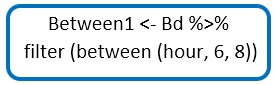 Between1 <- Bd %>%
filter (between (hour, 6, 8))